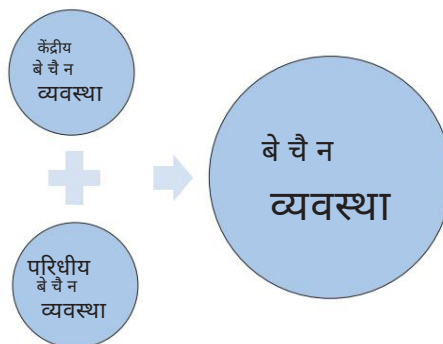 केंद्रीय
बे चै न
व्यवस्था
परिधीय
बे चै न
व्यवस्था
बे चै न
व्यवस्था